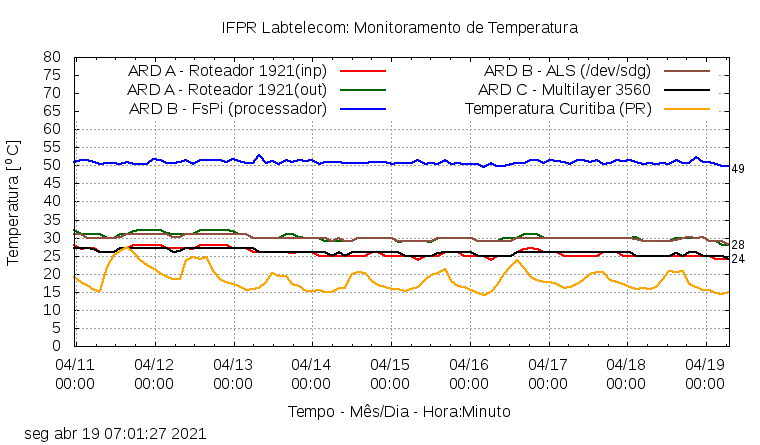 IFPR Labtelecom: Monitoramento de Temperatura
Temperatura [ ºC]
80
75
70
65
60
55
50
45
40
35
30
25
20
15
10
5
0
ARD A - Roteador 1921(inp)
ARD A - Roteador 1921(out)
ARD B - FsPi (processador)
ARD B - ALS (/dev/sdg)
ARD C - Multilayer 3560
Temperatura Curitiba (PR)
49
28
24
04/11 04/12 04/13 04/14 04/15 04/16 04/17 04/18 04/19
00:00 00:00 00:00 00:00 00:00 00:00 00:00 00:00 00:00
Tempo - Mês/Dia - Hora:Minuto
seg abr 19 07:01:27 2021